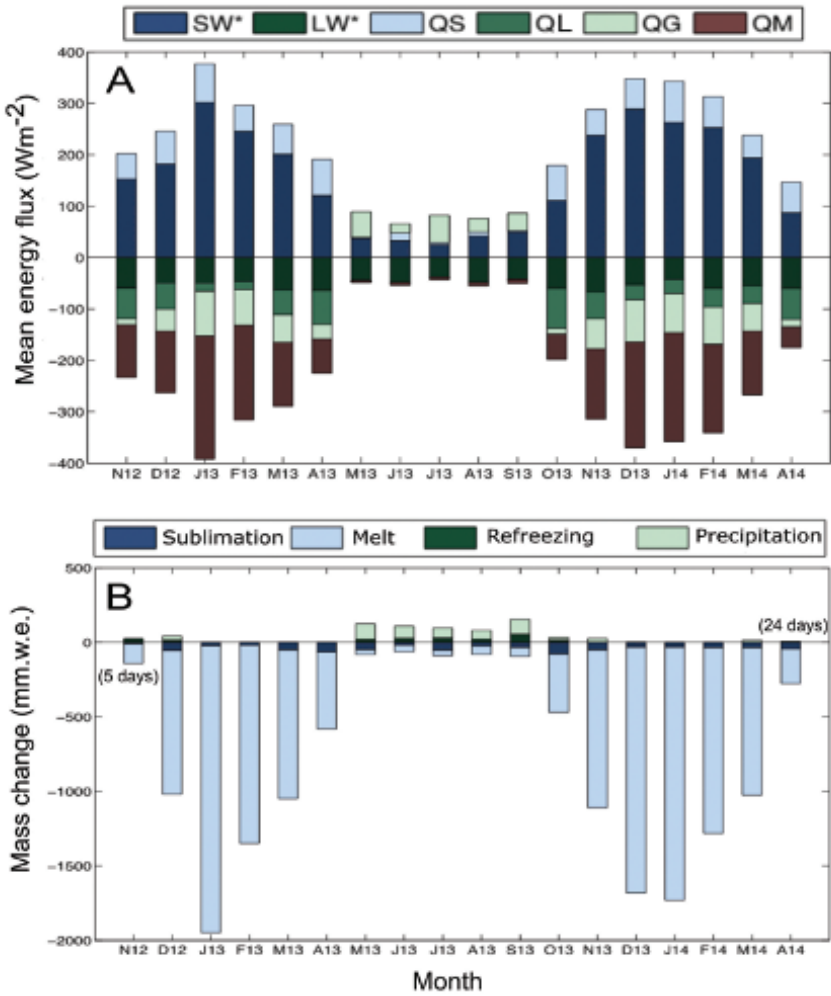 SW* LW* QS QL QG QM
A
Mean energy flux (Wm-2)
400
300
200
100
0
-100
-200
-300
-400
N12 D12 J13 F13 M13 A13 M13 J13 J13 A13 S13 O13 N13 D13 J14 F14 M14 A14
Sublimation Melt Refreezing Precipitation
B
Mass change (mm.w.e.)
500
0
-500
-1000
-1500
-2000
(5 days)
(24 days)
N12 D12 J13 F13 M13 A13 M13 J13 J13 A13 S13 O13 N13 D13 J14 F14 M14 A14
Month